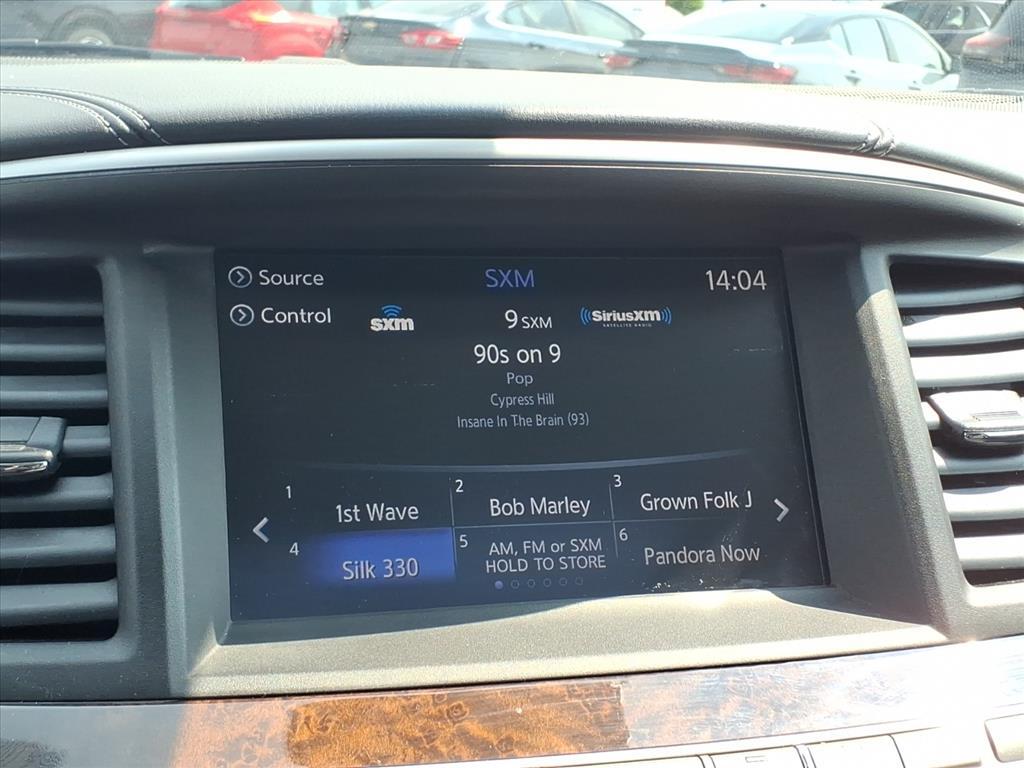 Source
SXM
14:04
Control
sxm
9 SXM
SiriusXM
SATELLITE RADIO
90s on 9
Pop
Cypress Hill
Insane In The Brain (93)
1
1st Wave
2
Bob Marley
3
Grown Folk J
4
Silk 330
5
AM, FM or SXM
HOLD TO STORE
6
Pandora Now